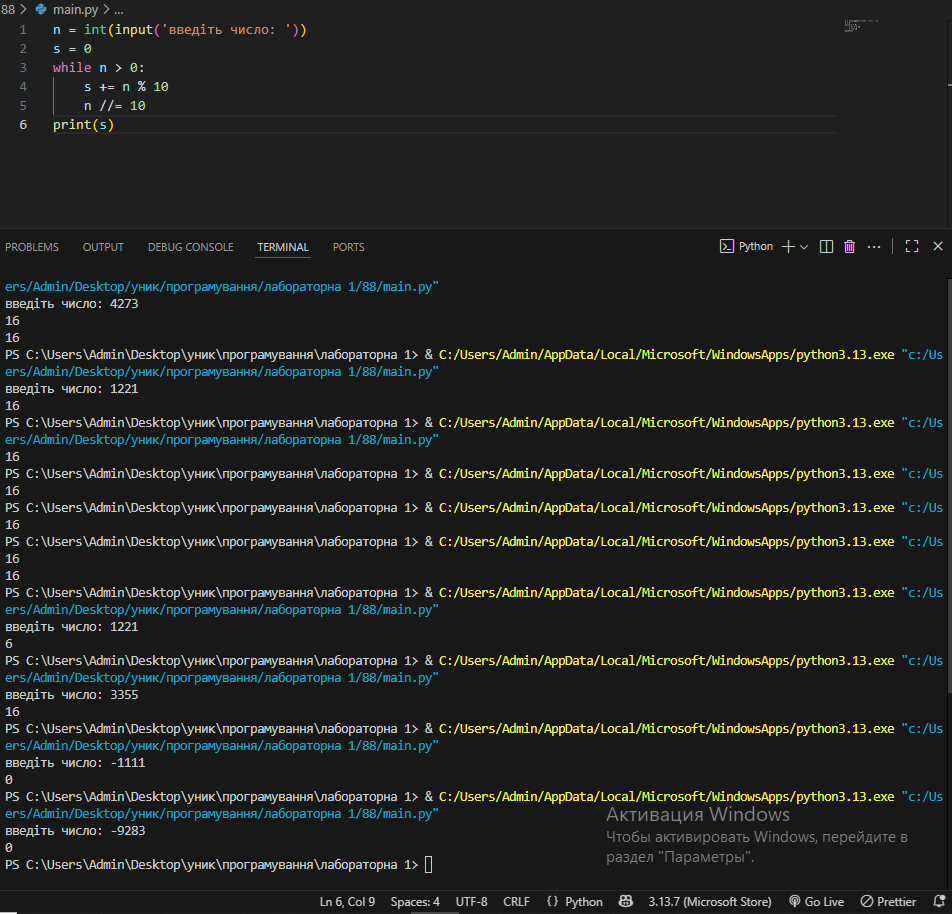 88 > main.py > ...
1 n = int(input('введіть число: '))
2 s = 0
3 while n > 0:
4 s += n % 10
5 n //= 10
6 print(s)
PROBLEMS OUTPUT DEBUG CONSOLE TERMINAL PORTS Python
ers/Admin/Desktop/уник/програмування/лабораторна 1/88/main.py"
введіть число: 4273
16
16
PS C:\Users\Admin\Desktop\уник\програмування\лабораторна 1> & C:/Users/Admin/AppData/Local/Microsoft/WindowsApps/python3.13.exe "c:/Us
ers/Admin/Desktop/уник/програмування/лабораторна 1/88/main.py"
введіть число: 1221
16
PS C:\Users\Admin\Desktop\уник\програмування\лабораторна 1> & C:/Users/Admin/AppData/Local/Microsoft/WindowsApps/python3.13.exe "c:/Us
ers/Admin/Desktop/уник/програмування/лабораторна 1/88/main.py"
16
PS C:\Users\Admin\Desktop\уник\програмування\лабораторна 1> & C:/Users/Admin/AppData/Local/Microsoft/WindowsApps/python3.13.exe "c:/Us
16
PS C:\Users\Admin\Desktop\уник\програмування\лабораторна 1> & C:/Users/Admin/AppData/Local/Microsoft/WindowsApps/python3.13.exe "c:/Us
16
PS C:\Users\Admin\Desktop\уник\програмування\лабораторна 1> & C:/Users/Admin/AppData/Local/Microsoft/WindowsApps/python3.13.exe "c:/Us
16
16
PS C:\Users\Admin\Desktop\уник\програмування\лабораторна 1> & C:/Users/Admin/AppData/Local/Microsoft/WindowsApps/python3.13.exe "c:/Us
ers/Admin/Desktop/уник/програмування/лабораторна 1/88/main.py"
введіть число: 1221
6
PS C:\Users\Admin\Desktop\уник\програмування\лабораторна 1> & C:/Users/Admin/AppData/Local/Microsoft/WindowsApps/python3.13.exe "c:/Us
ers/Admin/Desktop/уник/програмування/лабораторна 1/88/main.py"
введіть число: 3355
16
PS C:\Users\Admin\Desktop\уник\програмування\лабораторна 1> & C:/Users/Admin/AppData/Local/Microsoft/WindowsApps/python3.13.exe "c:/Us
ers/Admin/Desktop/уник/програмування/лабораторна 1/88/main.py"
введіть число: -1111
0
PS C:\Users\Admin\Desktop\уник\програмування\лабораторна 1> & C:/Users/Admin/AppData/Local/Microsoft/WindowsApps/python3.13.exe "c:/Us
ers/Admin/Desktop/уник/програмування/лабораторна 1/88/main.py"
введіть число: -9283
0
PS C:\Users\Admin\Desktop\уник\програмування\лабораторна 1>
Активация Windows
Чтобы активировать Windows, перейдите в
раздел "Параметры".
Ln 6, Col 9 Spaces: 4 UTF-8 CRLF {} Python 3.13.7 (Microsoft Store) Go Live Prettier